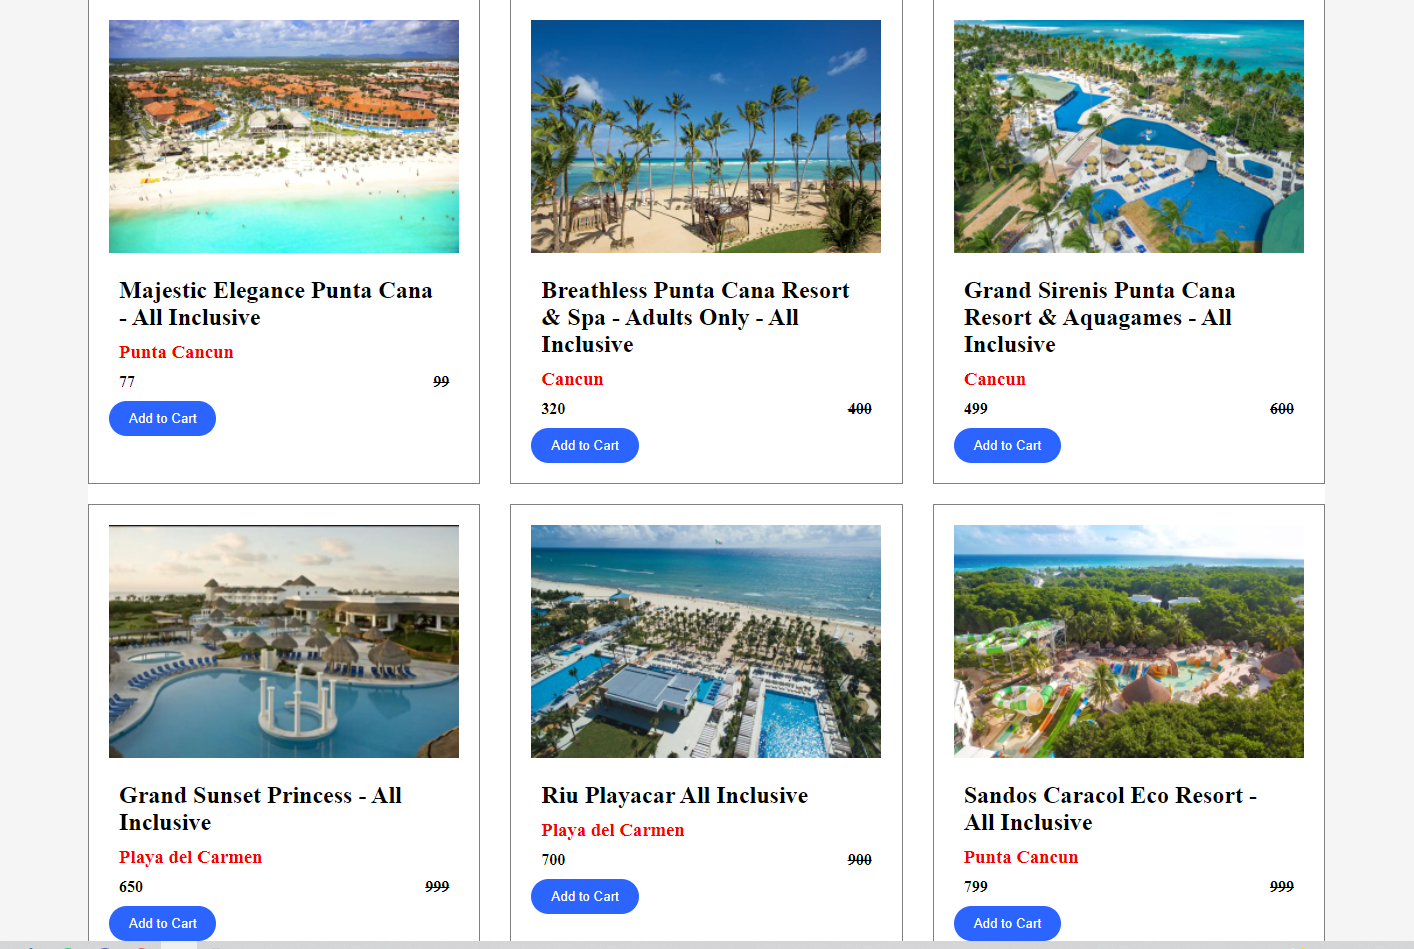 Majestic Elegance Punta Cana
- All Inclusive
Punta Cancun
77 99
Add to Cart
Breathless Punta Cana Resort
& Spa - Adults Only - All
Inclusive
Cancun
320 400
Add to Cart
Grand Sirenis Punta Cana
Resort & Aquagames - All
Inclusive
Cancun
499 600
Add to Cart
Grand Sunset Princess - All
Inclusive
Playa del Carmen
650 999
Add to Cart
Riu Playacar All Inclusive
Playa del Carmen
700 900
Add to Cart
Sandos Caracol Eco Resort -
All Inclusive
Punta Cancun
799 999
Add to Cart